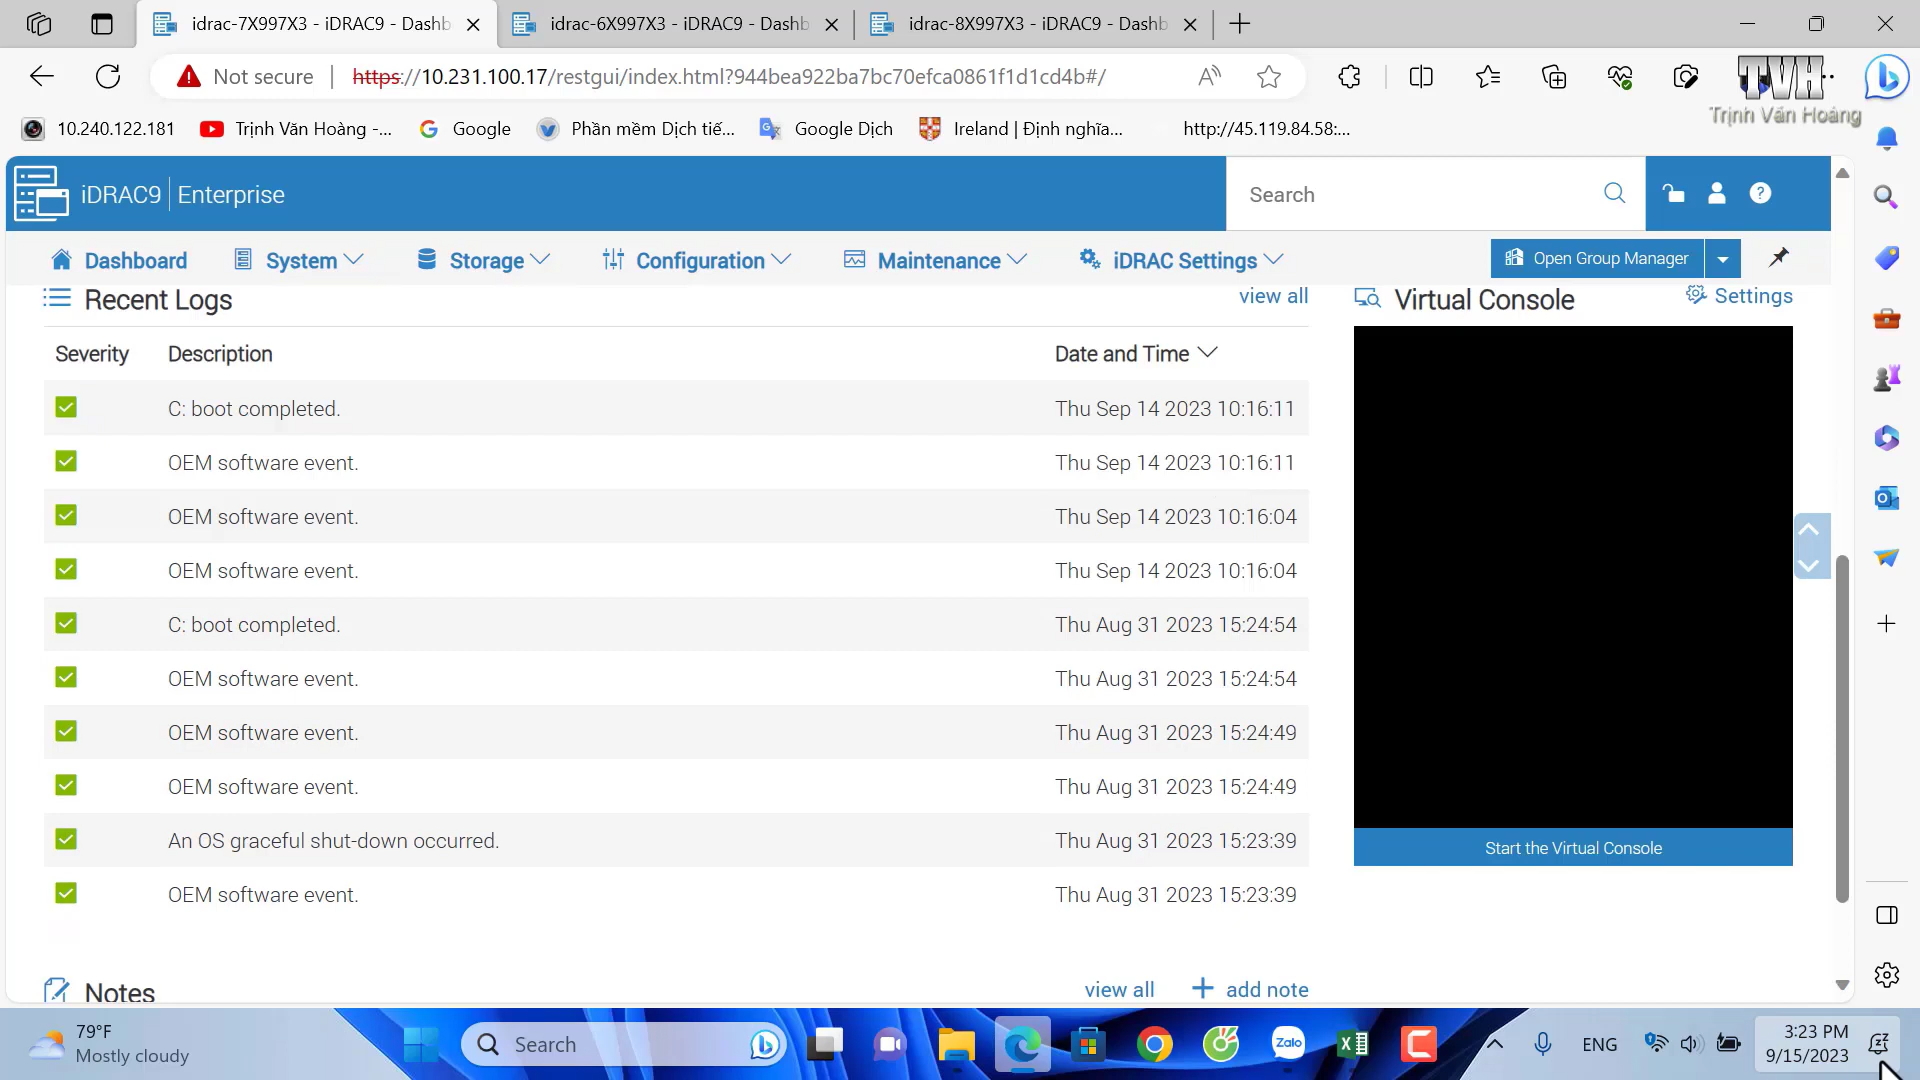 idrac-7X997X3 - iDRAC9 - Dashb
idrac-6X997X3 - iDRAC9 - Dashb
idrac-8X997X3 - iDRAC9 - Dashb
Not secure
https://10.231.100.17/restgui/index.html?944bea922ba7bc70efca0861f1d1cd4b#/
TVH
Trịnh Văn Hoàng
10.240.122.181
Trịnh Văn Hoàng -...
Google
Phần mềm Dịch tiế...
Google Dịch
Ireland | Định nghĩa...
http://45.119.84.58:...
iDRAC9 | Enterprise
Search
Dashboard
System
Storage
Configuration
Maintenance
iDRAC Settings
Open Group Manager
Recent Logs
view all
Virtual Console
Settings
Severity Description Date and Time
C: boot completed. Thu Sep 14 2023 10:16:11
OEM software event. Thu Sep 14 2023 10:16:11
OEM software event. Thu Sep 14 2023 10:16:04
OEM software event. Thu Sep 14 2023 10:16:04
C: boot completed. Thu Aug 31 2023 15:24:54
OEM software event. Thu Aug 31 2023 15:24:54
OEM software event. Thu Aug 31 2023 15:24:49
OEM software event. Thu Aug 31 2023 15:24:49
An OS graceful shut-down occurred. Thu Aug 31 2023 15:23:39
OEM software event. Thu Aug 31 2023 15:23:39
Start the Virtual Console
Notes
view all
add note
79°F
Mostly cloudy
Search
Zalo
ENG
3:23 PM
9/15/2023